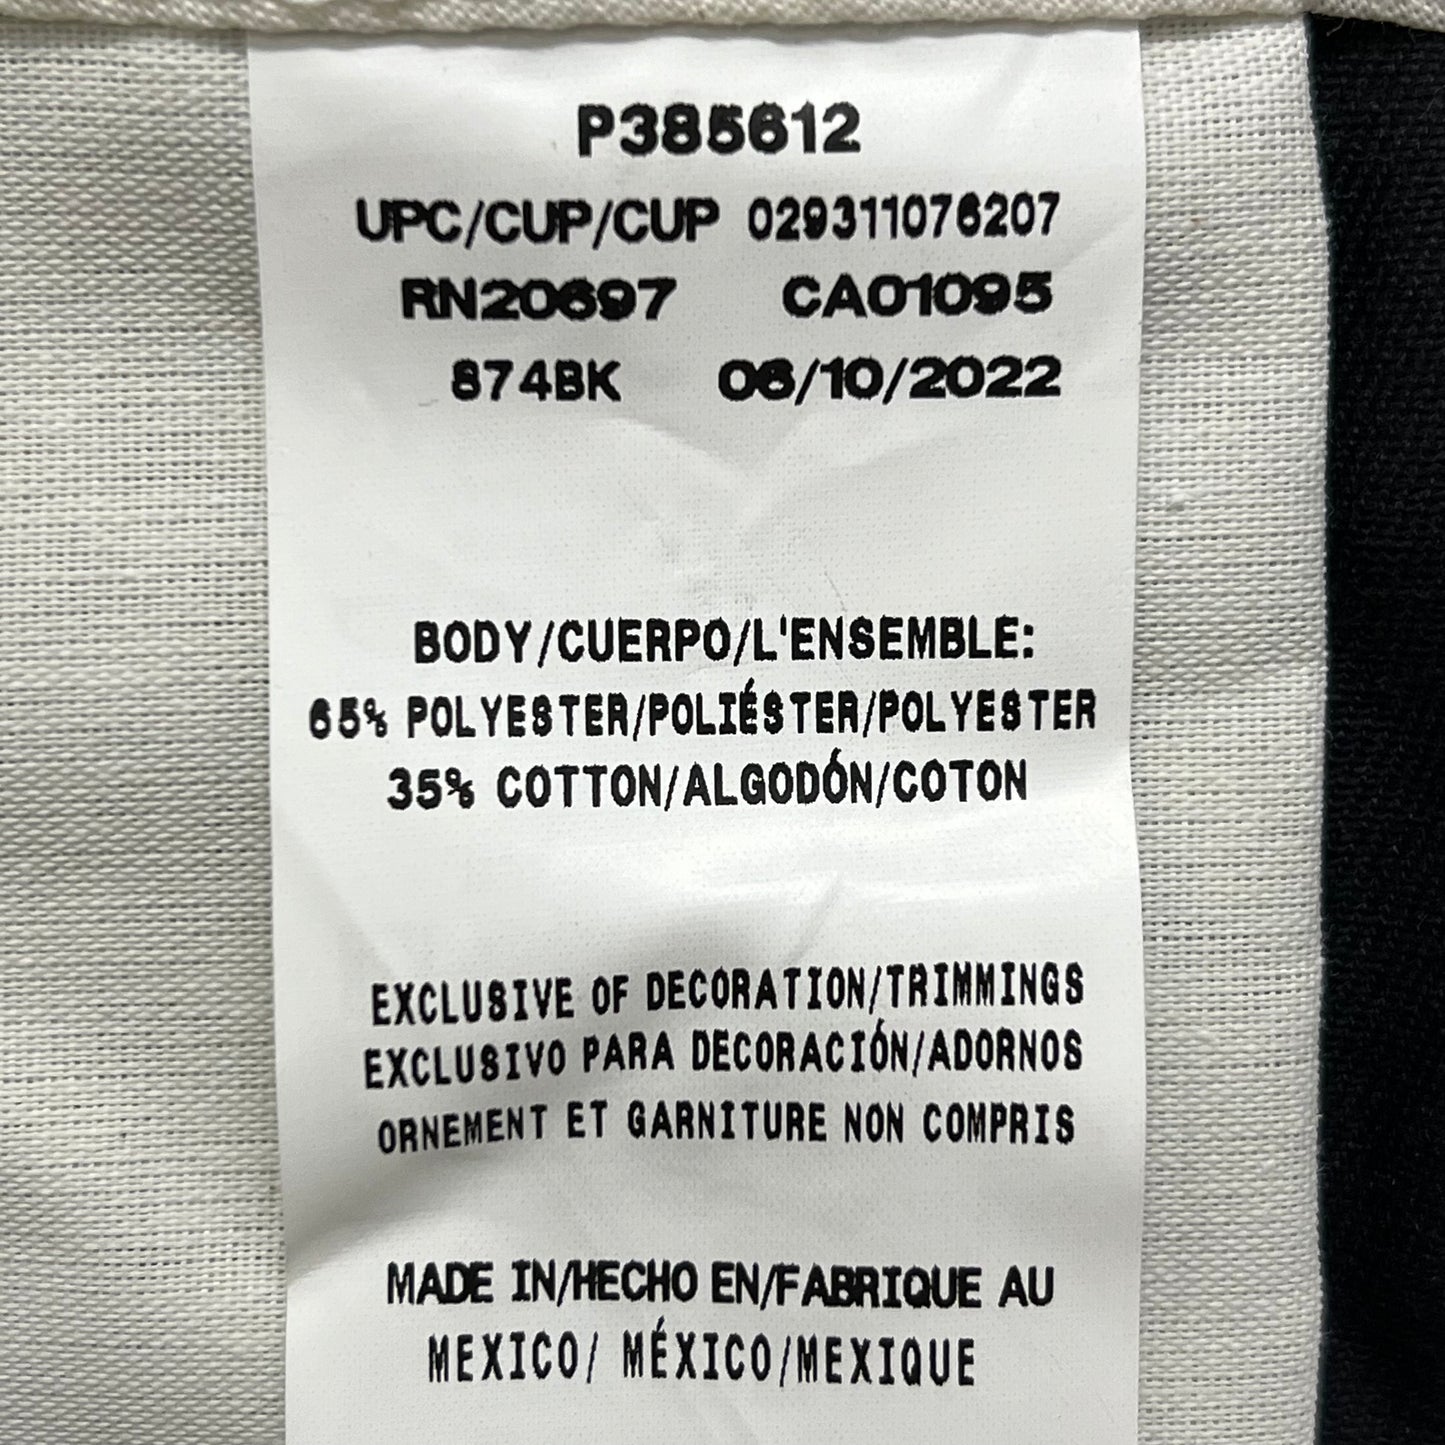 P385612
UPC/CUP/CUP 029311076207
RN20697 CA01095
874BK 06/10/2022
BODY/CUERPO/L'ENSEMBLE:
65% POLYESTER/POLIÉSTER/POLYESTER
35% COTTON/ALGODÓN/COTON
EXCLUSIVE OF DECORATION/TRIMMINGS
EXCLUSIVO PARA DECORACIÓN/ADORNOS
ORNEMENT ET GARNITURE NON COMPRIS
MADE IN/HECHO EN/FABRIQUE AU
MEXICO/ MÉXICO/MEXIQUE